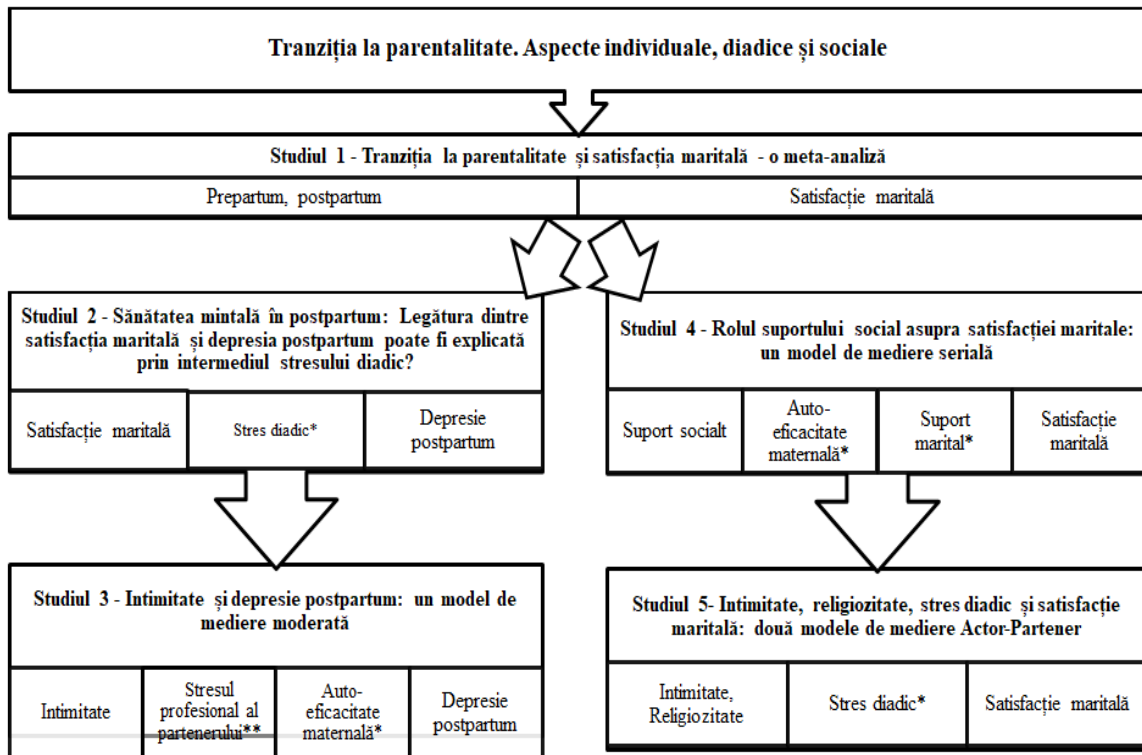 Tranziția la parentalitate. Aspecte individuale, diadice și sociale
Studiul 1 - Tranziția la parentalitate și satisfacția maritală - o meta-analiză
Prepartum, postpartum
Satisfacție maritală
Studiul 2 - Sănătatea mintală în postpartum: Legătura dintre
satisfacția maritală și depresia postpartum poate fi explicată
prin intermediul stresului diadic?
Satisfacție maritală
Stres diadic*
Depresie
postpartum
Studiul 4 - Rolul suportului social asupra satisfacției maritale:
un model de mediere serială
Suport socialt
Auto-
eficacitate
maternală*
Suport
marital*
Satisfacție
maritală
Studiul 3 - Intimitate și depresie postpartum: un model de
mediere moderată
Intimitate
Stresul
profesional al
partenerului**
Auto-
eficacitate
maternală*
Depresie
postpartum
Studiul 5- Intimitate, religiozitate, stres diadic și satisfacție
maritală: două modele de mediere Actor-Partener
Intimitate,
Religiozitate
Stres diadic*
Satisfacție maritală